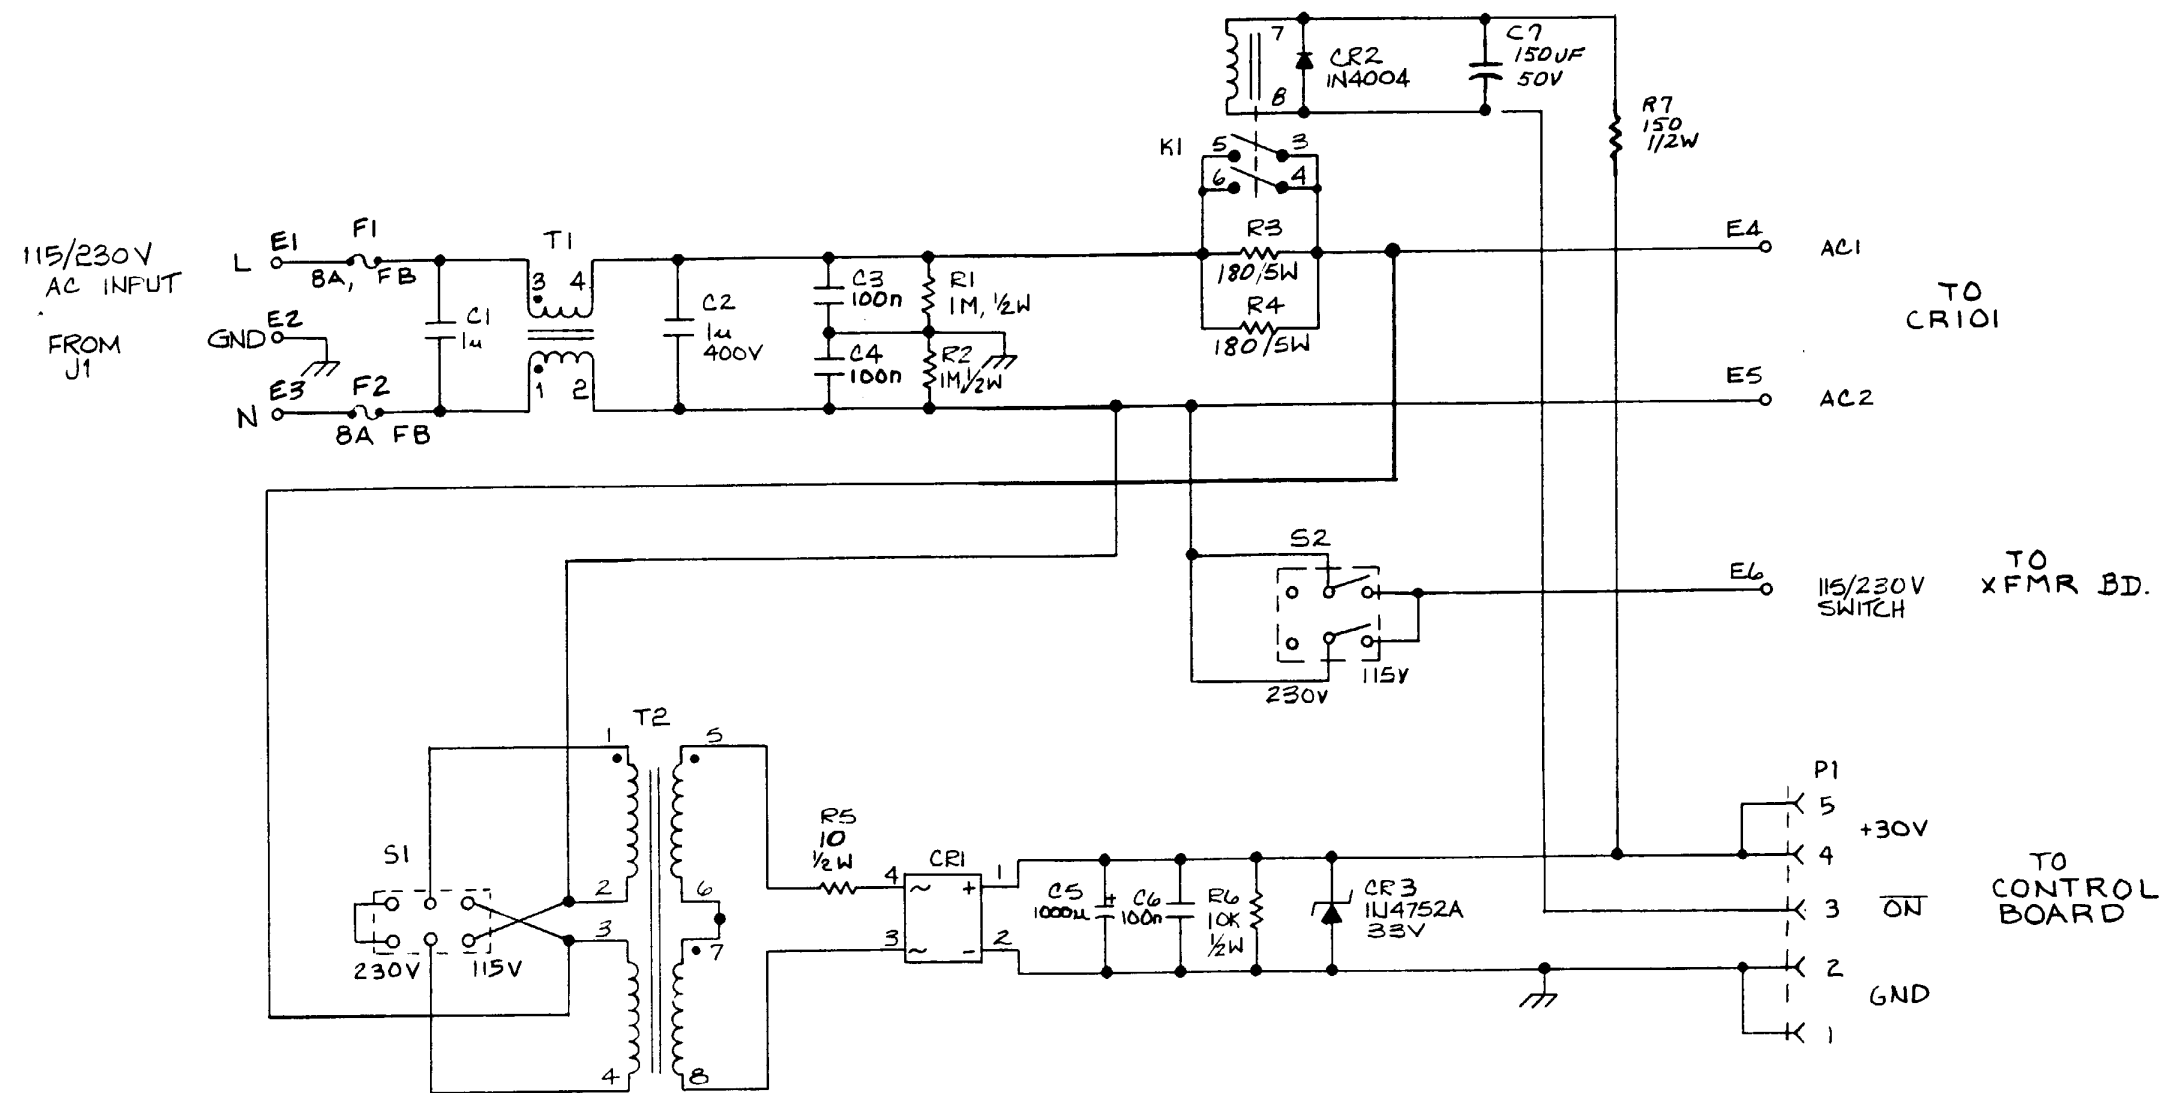 7
8
CR2
1N4004
C7
150UF
50V
R7
150
1/2W
K1
5
3
6
4
115/230V
AC INPUT
FROM
J1
L
E1
F1
8A, FB
GND
E2
N
E3
F2
8A FB
C1
1u
T1
3
4
1
2
C2
1u
400V
C3
100n
C4
100n
R1
1M, 1/2W
R2
1M, 1/2W
R3
180/5W
R4
180/5W
E4
AC1
TO
CR101
E5
AC2
S2
230V
115V
E6
115/230V
SWITCH
TO
XFMR BD.
T2
1
2
3
4
5
6
7
8
S1
230V
115V
R5
10
1/2W
CR1
4
~
+
1
3
~
-
2
C5
1000u
+
C6
100n
R6
10K
1/2W
CR3
1N4752A
33V
P1
5
+30V
4
3
ON
2
GND
1
TO
CONTROL
BOARD